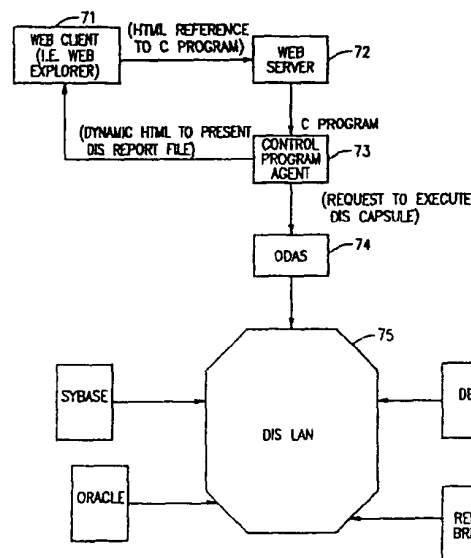 71
WEB CLIENT
(I.E. WEB
EXPLORER)
(HTML REFERENCE
TO C PROGRAM)
WEB
SERVER
72
C PROGRAM
(DYNAMIC HTML TO PRESENT
DIS REPORT FILE)
CONTROL
PROGRAM
AGENT
73
(REQUEST TO EXECUTE
DIS CAPSULE)
ODAS
74
75
SYBASE
DIS LAN
ORACLE